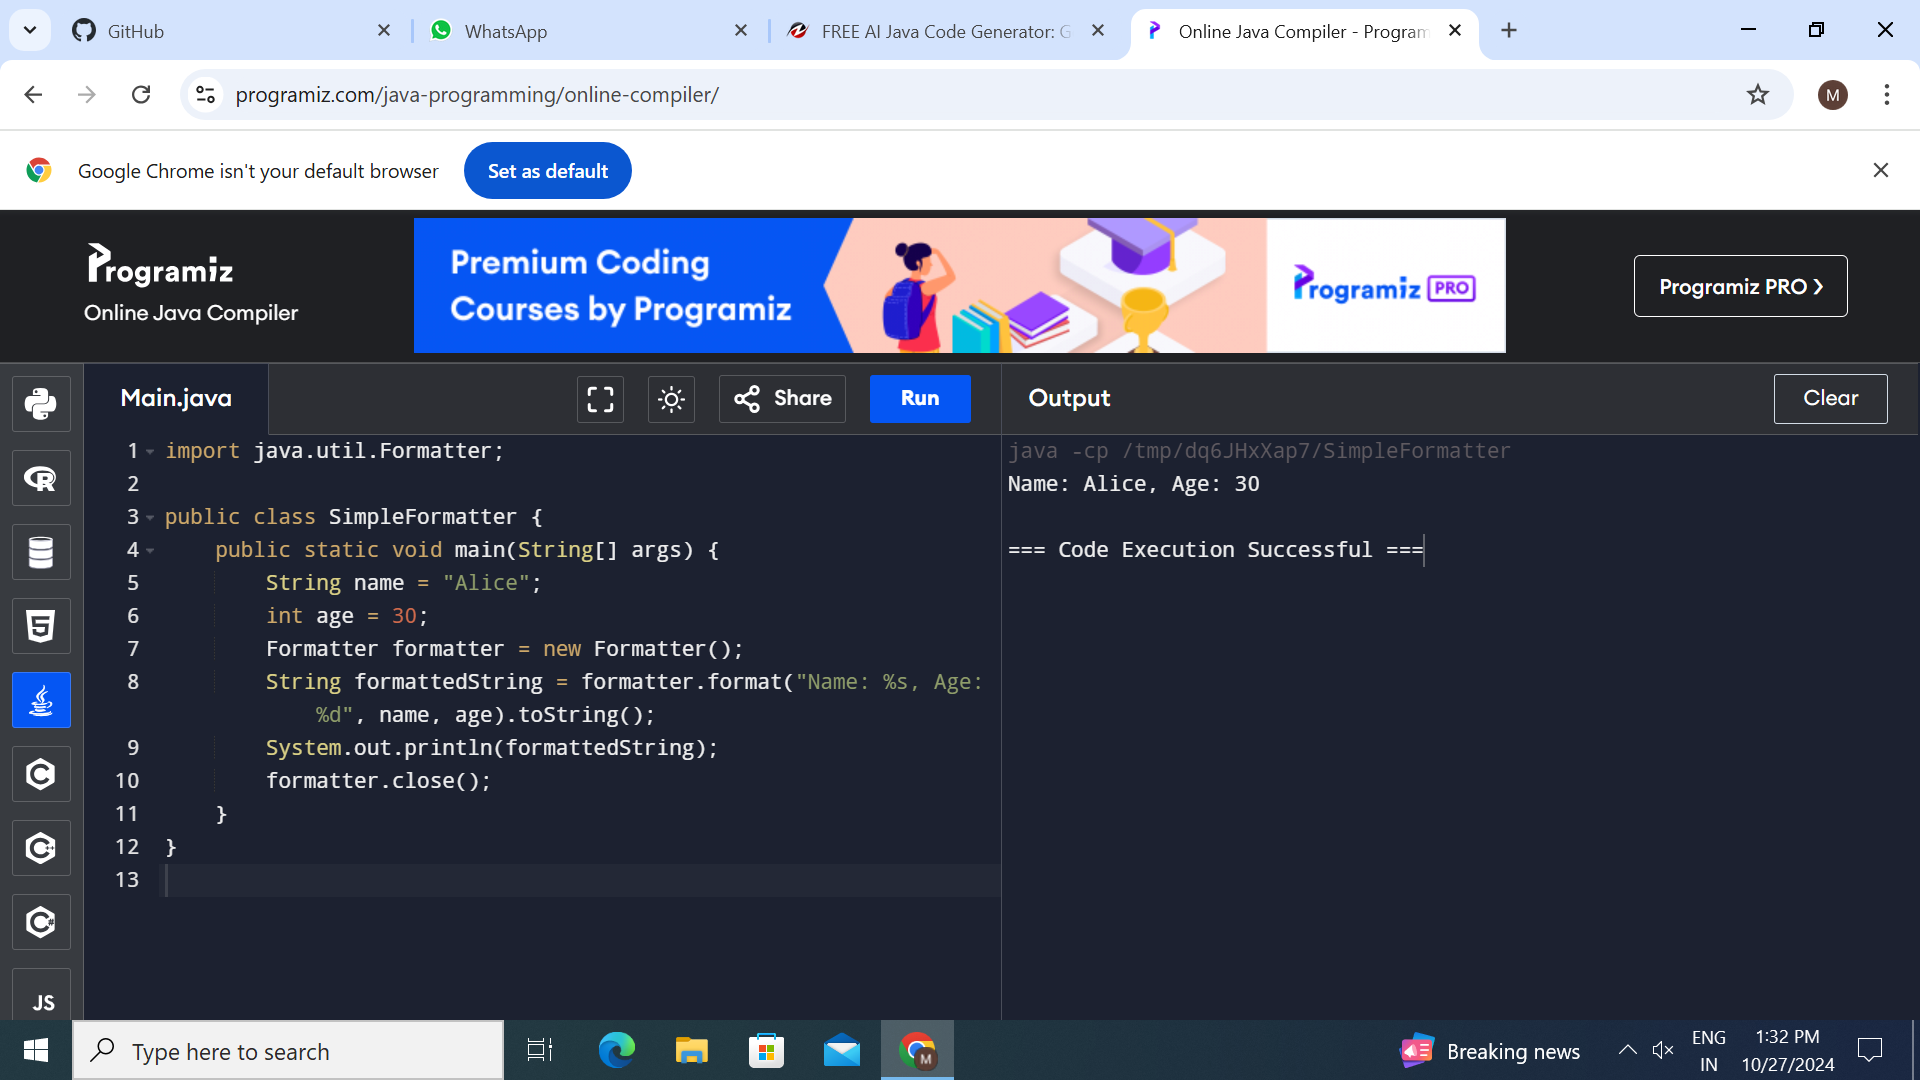 GitHub
WhatsApp
FREE AI Java Code Generator: G
Online Java Compiler - Program
programiz.com/java-programming/online-compiler/
M
Google Chrome isn't your default browser
Set as default
Programiz
Online Java Compiler
Premium Coding
Courses by Programiz
Programiz PRO
Programiz PRO ❯
Main.java
Share
Run
Output
Clear
1 import java.util.Formatter;
2
3 public class SimpleFormatter {
4     public static void main(String[] args) {
5         String name = "Alice";
6         int age = 30;
7         Formatter formatter = new Formatter();
8         String formattedString = formatter.format("Name: %s, Age:
            %d", name, age).toString();
9         System.out.println(formattedString);
10         formatter.close();
11     }
12 }
13
java -cp /tmp/dq6JHxXap7/SimpleFormatter
Name: Alice, Age: 30
=== Code Execution Successful ===
R
5
C
C++
C#
JS
Type here to search
M
Breaking news
ENG
IN
1:32 PM
10/27/2024